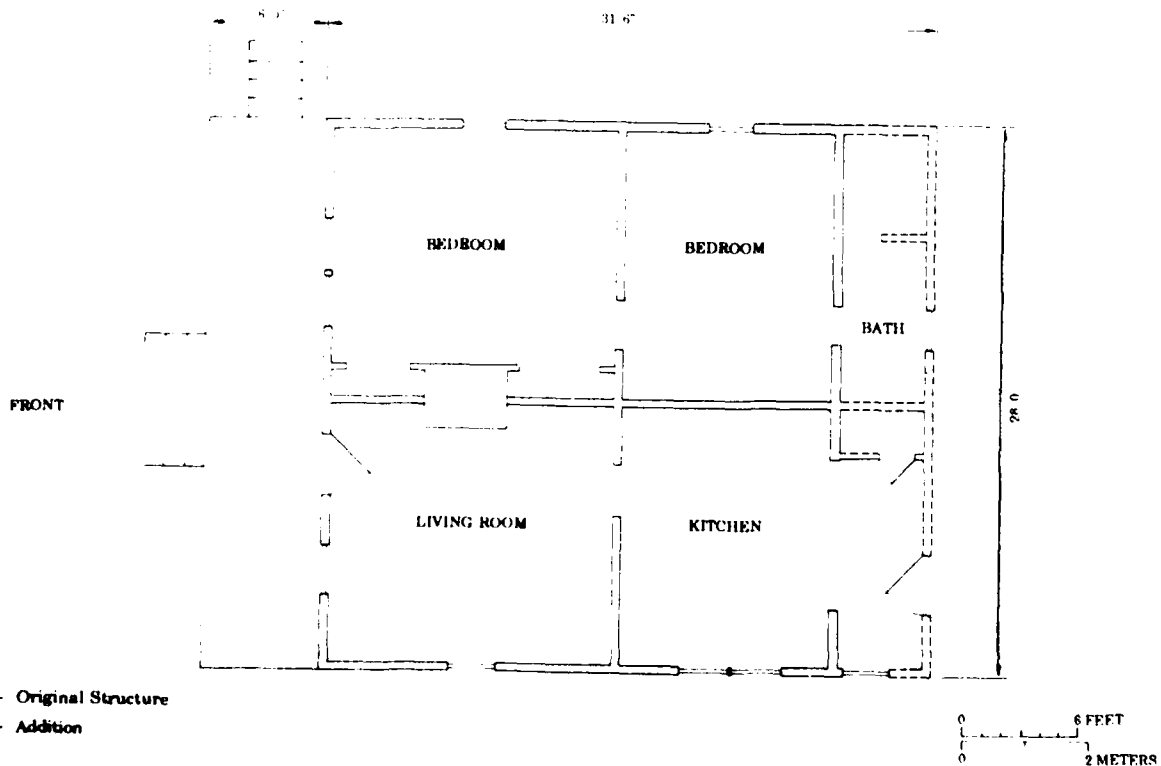 31 6"
BEDROOM
BEDROOM
BATH
FRONT
28 0
LIVING ROOM
KITCHEN
Original Structure
Addition
0 6 FEET
0 2 METERS